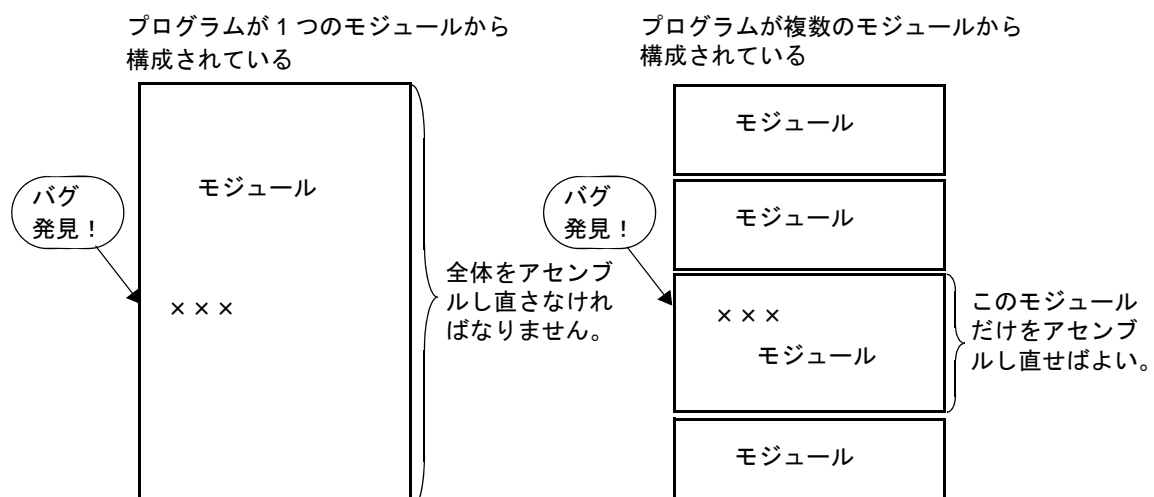 プログラムが1つのモジュールから
構成されている
モジュール
バグ
発見！
×××
全体をアセンブ
ルし直さなけれ
ばなりません。
プログラムが複数のモジュールから
構成されている
モジュール
モジュール
バグ
発見！
×××
モジュール
このモジュール
だけをアセンブ
ルし直せばよい。
モジュール